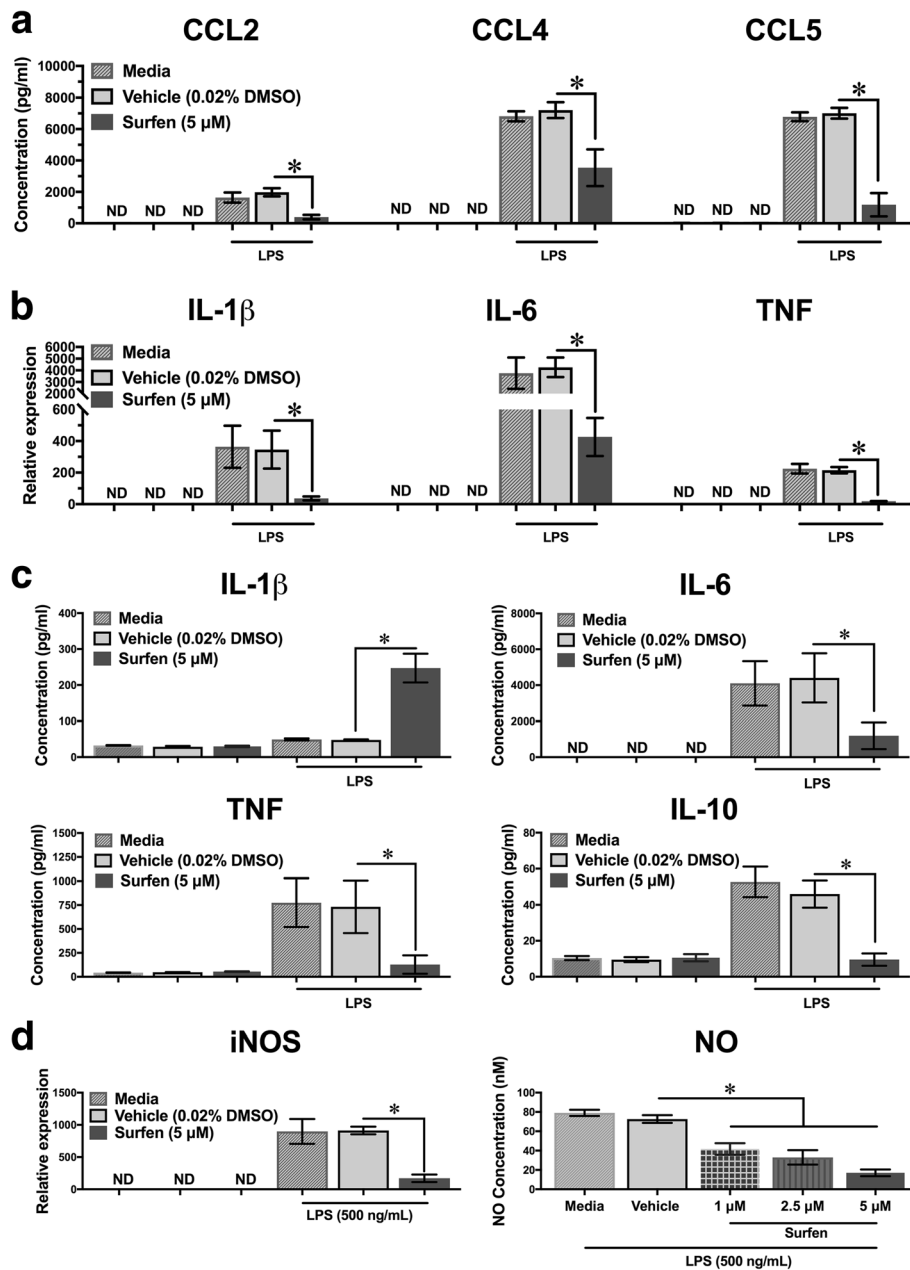 a
CCL2 CCL4 CCL5
Concentration (pg/ml)
10000
8000
6000
4000
2000
0
Media
Vehicle (0.02% DMSO)
Surfen (5 µM)
ND ND ND * ND ND ND * ND ND ND *
LPS LPS LPS
b
IL-1β IL-6 TNF
Relative expression
6000
5000
4000
3000
2000
600
400
200
0
Media
Vehicle (0.02% DMSO)
Surfen (5 µM)
ND ND ND * ND ND ND * ND ND ND *
LPS LPS LPS
c
IL-1β
Concentration (pg/ml)
400
300
200
100
0
Media
Vehicle (0.02% DMSO)
Surfen (5 µM)
*
LPS
IL-6
Concentration (pg/ml)
8000
6000
4000
2000
0
Media
Vehicle (0.02% DMSO)
Surfen (5 µM)
ND ND ND *
LPS
TNF
Concentration (pg/ml)
1500
1250
1000
750
500
250
0
Media
Vehicle (0.02% DMSO)
Surfen (5 µM)
*
LPS
IL-10
Concentration (pg/ml)
60
40
20
0
Media
Vehicle (0.02% DMSO)
Surfen (5 µM)
*
LPS
d
iNOS
Relative expression
1500
1000
500
0
Media
Vehicle (0.02% DMSO)
Surfen (5 µM)
ND ND ND *
LPS (500 ng/mL)
NO
NO Concentration (nM)
100
80
60
40
20
0
*
Media Vehicle 1 µM 2.5 µM 5 µM
Surfen
LPS (500 ng/mL)